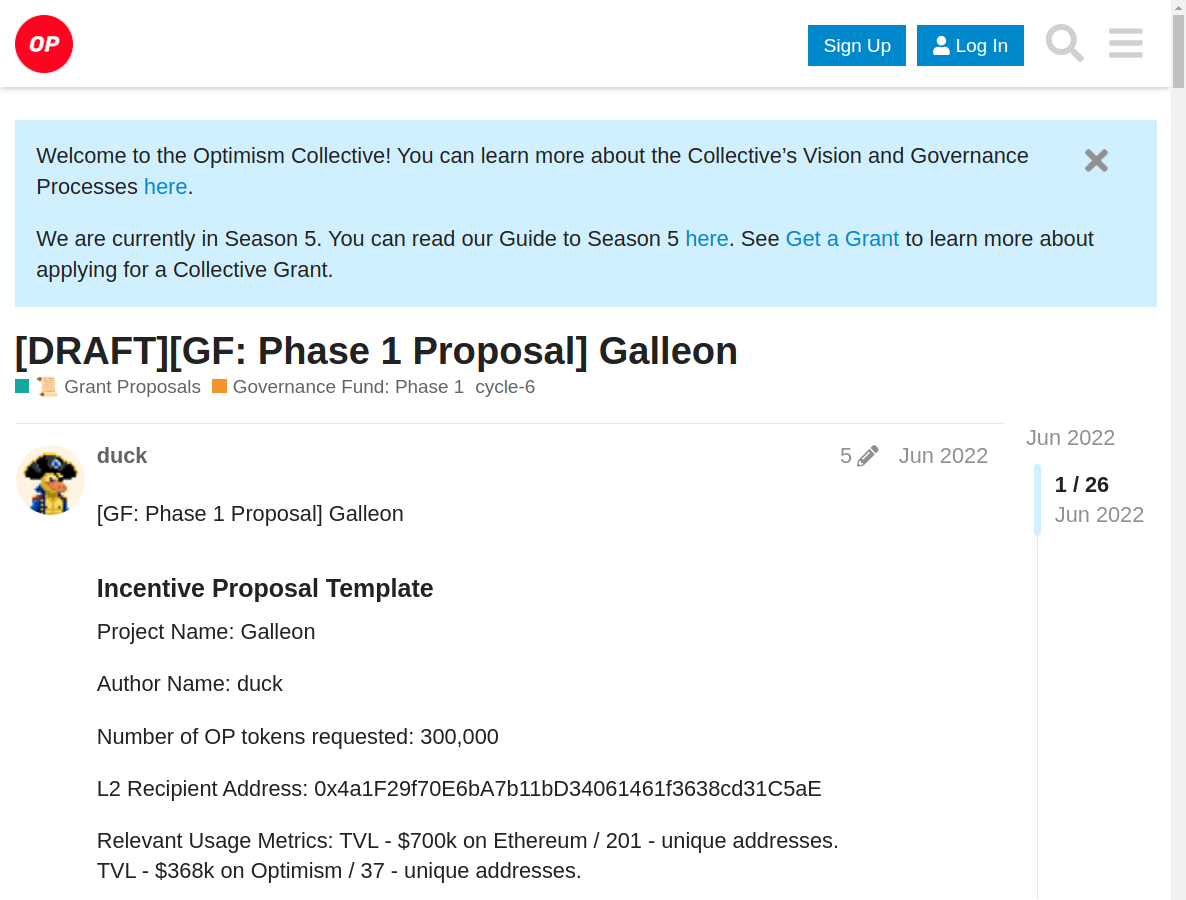 OP
Sign Up
Log In
Welcome to the Optimism Collective! You can learn more about the Collective’s Vision and Governance
Processes here.
We are currently in Season 5. You can read our Guide to Season 5 here. See Get a Grant to learn more about
applying for a Collective Grant.
[DRAFT][GF: Phase 1 Proposal] Galleon
📜 Grant Proposals Governance Fund: Phase 1 cycle-6
duck 5 Jun 2022
Jun 2022
1 / 26
Jun 2022
[GF: Phase 1 Proposal] Galleon
Incentive Proposal Template
Project Name: Galleon
Author Name: duck
Number of OP tokens requested: 300,000
L2 Recipient Address: 0x4a1F29f70E6bA7b11bD34061461f3638cd31C5aE
Relevant Usage Metrics: TVL - $700k on Ethereum / 201 - unique addresses.
TVL - $368k on Optimism / 37 - unique addresses.